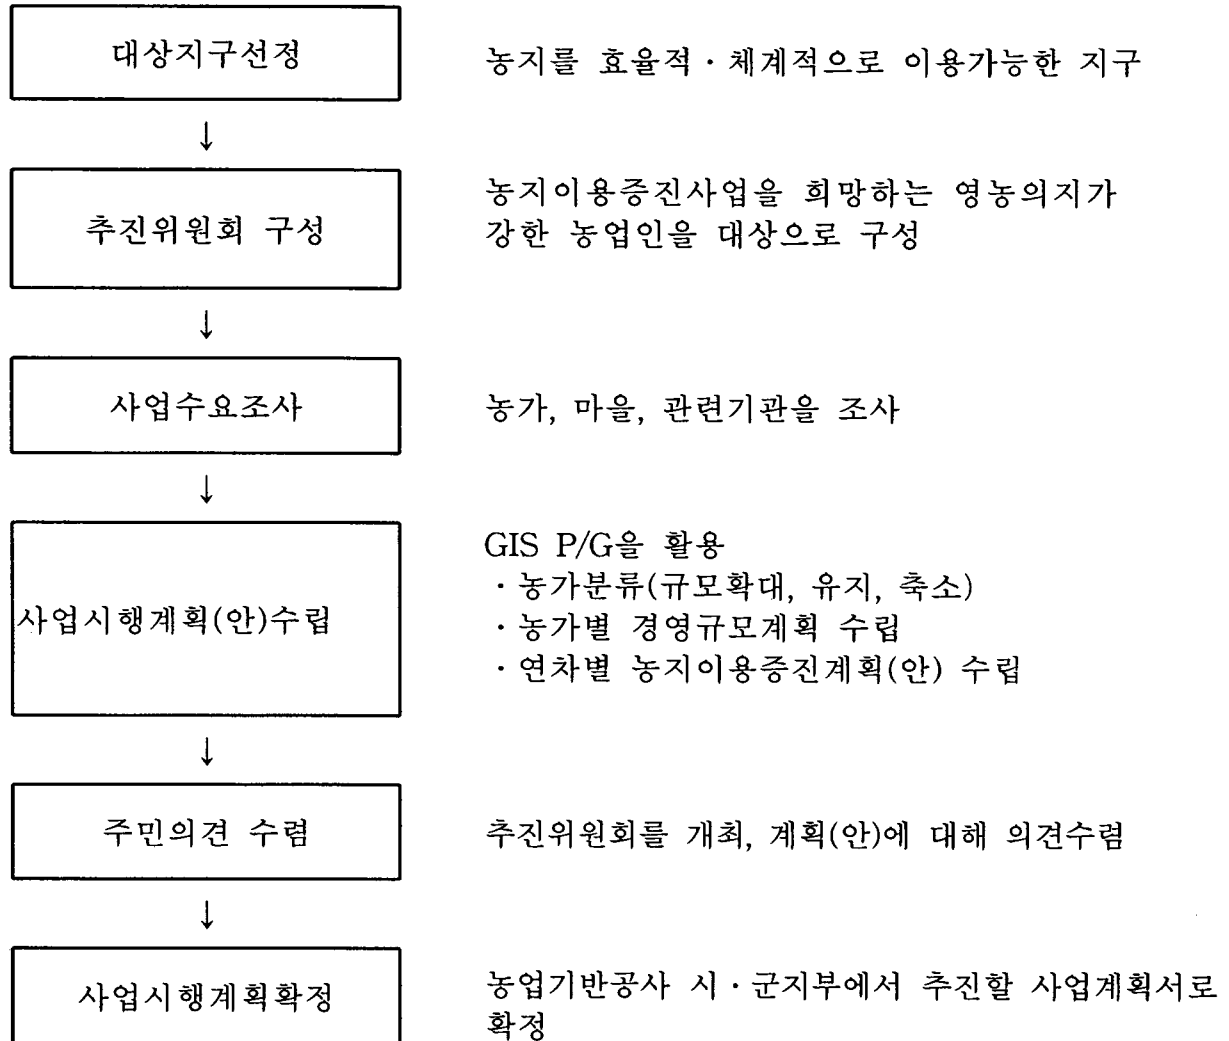 대상지구선정
농지를 효율적·체계적으로 이용가능한 지구
↓
추진위원회 구성
농지이용증진사업을 희망하는 영농의지가
강한 농업인을 대상으로 구성
↓
사업수요조사
농가, 마을, 관련기관을 조사
↓
사업시행계획(안)수립
GIS P/G을 활용
·농가분류(규모확대, 유지, 축소)
·농가별 경영규모계획 수립
·연차별 농지이용증진계획(안) 수립
↓
주민의견 수렴
추진위원회를 개최, 계획(안)에 대해 의견수렴
↓
사업시행계획확정
농업기반공사 시·군지부에서 추진할 사업계획서로
확정